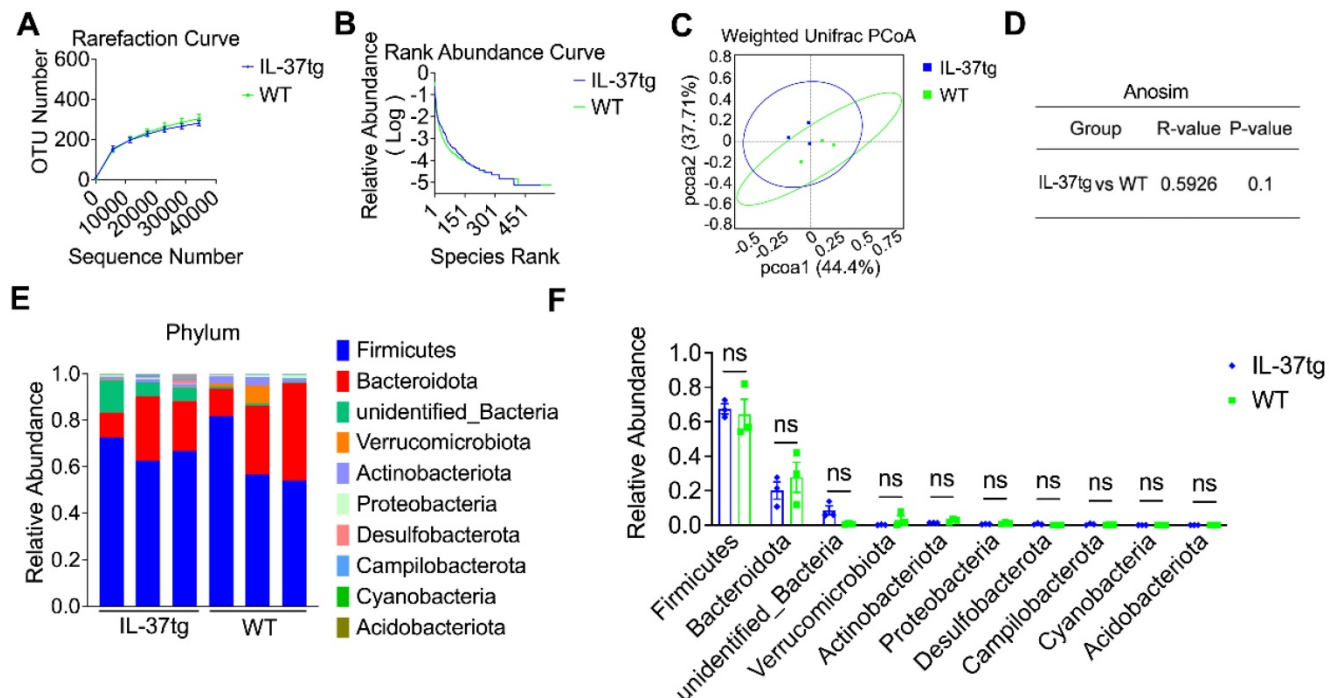 A
Rarefaction Curve
600
400
200
0
OTU Number
0
10000
20000
30000
40000
Sequence Number
IL-37tg
WT
B
Rank Abundance Curve
0
-1
-2
-3
-4
-5
Relative Abundance
( Log )
1
151
301
451
Species Rank
IL-37tg
WT
C
Weighted Unifrac PCoA
0.8
0.6
0.4
0.2
0
-0.2
-0.4
-0.6
-0.8
pcoa2 (37.71%)
-0.5
-0.25
0
0.25
0.5
0.75
pcoa1 (44.4%)
IL-37tg
WT
D
Anosim
Group R-value P-value
IL-37tg vs WT 0.5926 0.1
E
Phylum
1.0
0.8
0.6
0.4
0.2
0.0
Relative Abundance
IL-37tg WT
Firmicutes
Bacteroidota
unidentified_Bacteria
Verrucomicrobiota
Actinobacteriota
Proteobacteria
Desulfobacterota
Campilobacterota
Cyanobacteria
Acidobacteriota
F
1.0
0.8
0.6
0.4
0.2
0.0
Relative Abundance
ns ns ns ns ns ns ns ns ns ns
Firmicutes
Bacteroidota
unidentified_Bacteria
Verrucomicrobiota
Actinobacteriota
Proteobacteria
Desulfobacterota
Campilobacterota
Cyanobacteria
Acidobacteriota
IL-37tg
WT